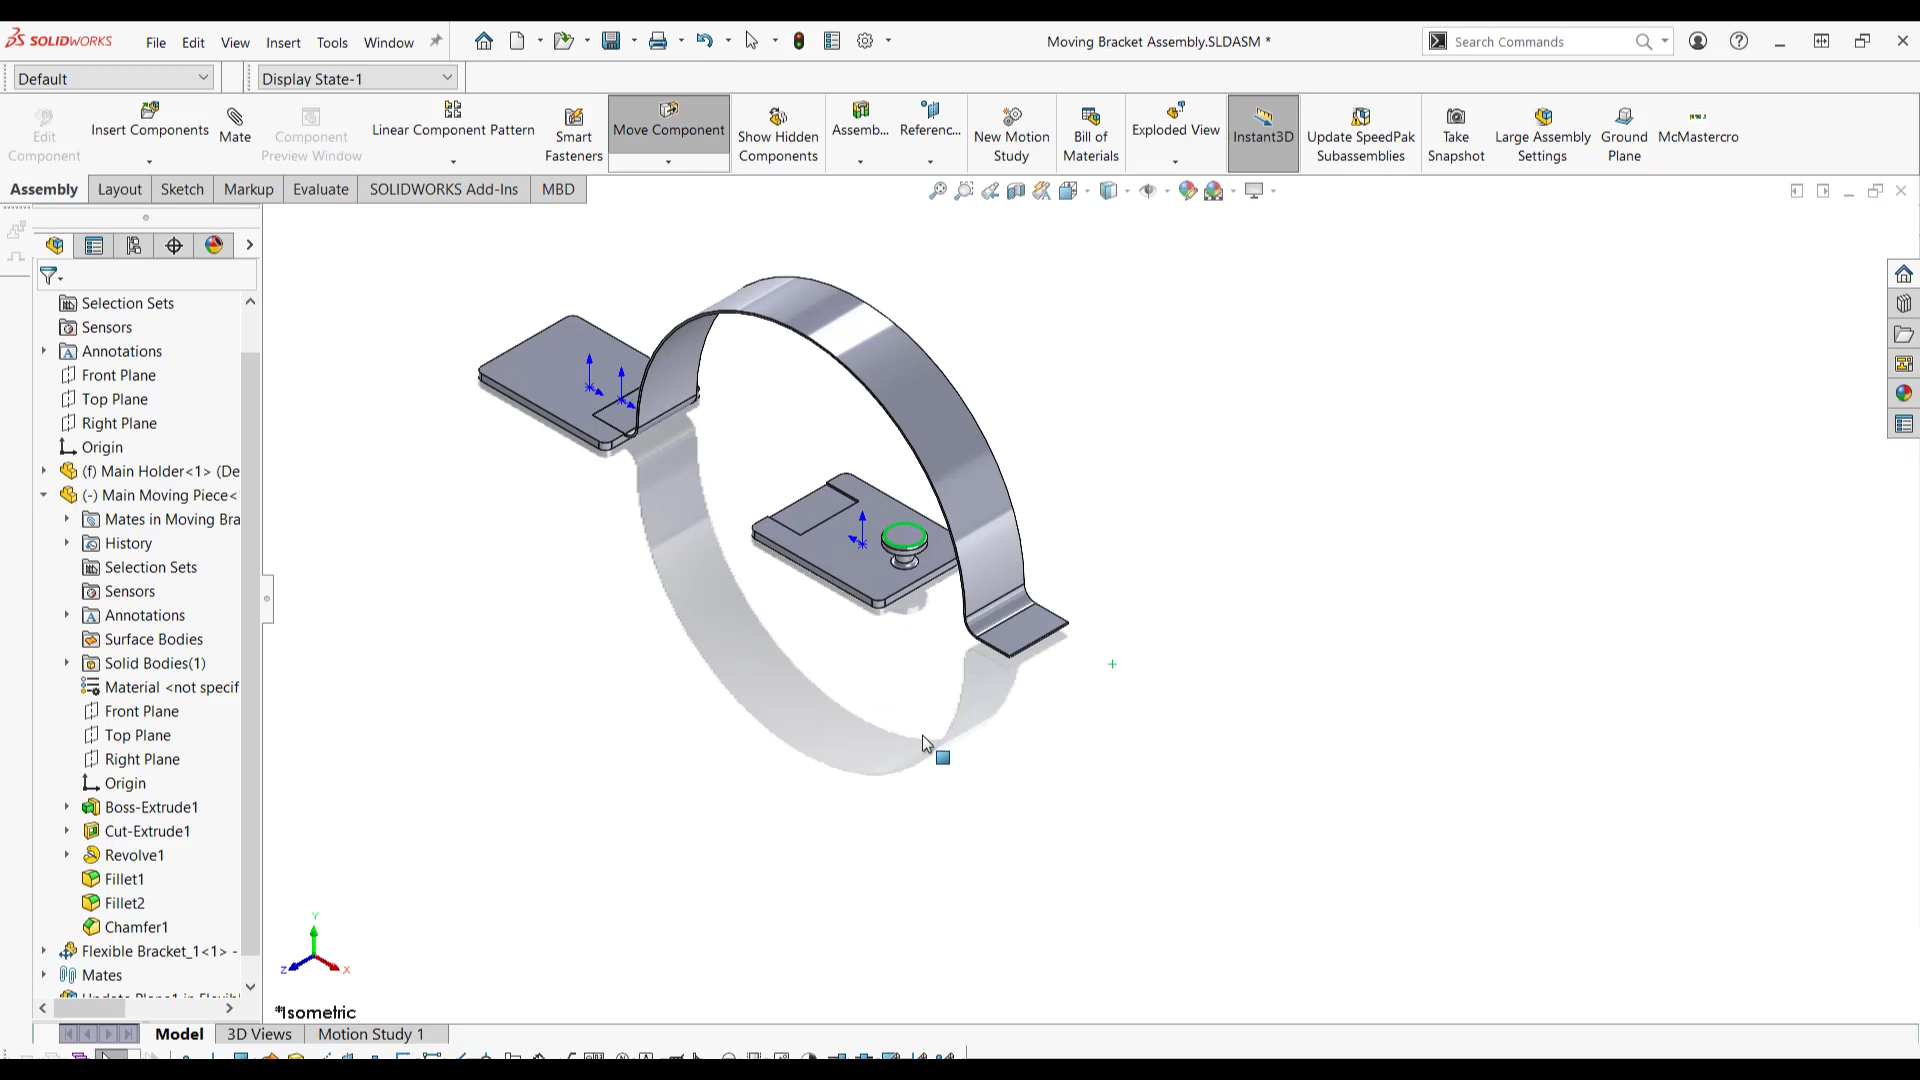 SOLIDWORKS File Edit View Insert Tools Window Moving Bracket Assembly.SLDASM * Search Commands
Default Display State-1
Edit Component
Insert Components
Mate
Component Preview Window
Linear Component Pattern
Smart Fasteners
Move Component
Show Hidden Components
Assemb...
Referenc...
New Motion Study
Bill of Materials
Exploded View
Instant3D
Update SpeedPak Subassemblies
Take Snapshot
Large Assembly Settings
Ground Plane
McMastercro
Assembly Layout Sketch Markup Evaluate SOLIDWORKS Add-Ins MBD
Selection Sets
Sensors
Annotations
Front Plane
Top Plane
Right Plane
Origin
(f) Main Holder<1> (De
(-) Main Moving Piece<
Mates in Moving Bra
History
Selection Sets
Sensors
Annotations
Surface Bodies
Solid Bodies(1)
Material <not specif
Front Plane
Top Plane
Right Plane
Origin
Boss-Extrude1
Cut-Extrude1
Revolve1
Fillet1
Fillet2
Chamfer1
Flexible Bracket_1<1> -
Mates
Y
Z X
*Isometric
Model 3D Views Motion Study 1